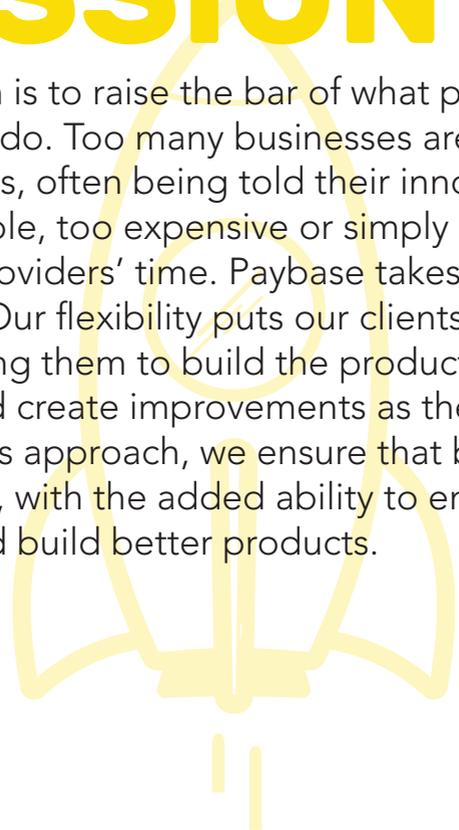 SSION
is to raise the bar of what p
do. Too many businesses are
s, often being told their inno
ble, too expensive or simply
oviders’ time. Paybase takes
Our flexibility puts our clients
ng them to build the product
d create improvements as the
s approach, we ensure that b
, with the added ability to en
d build better products.